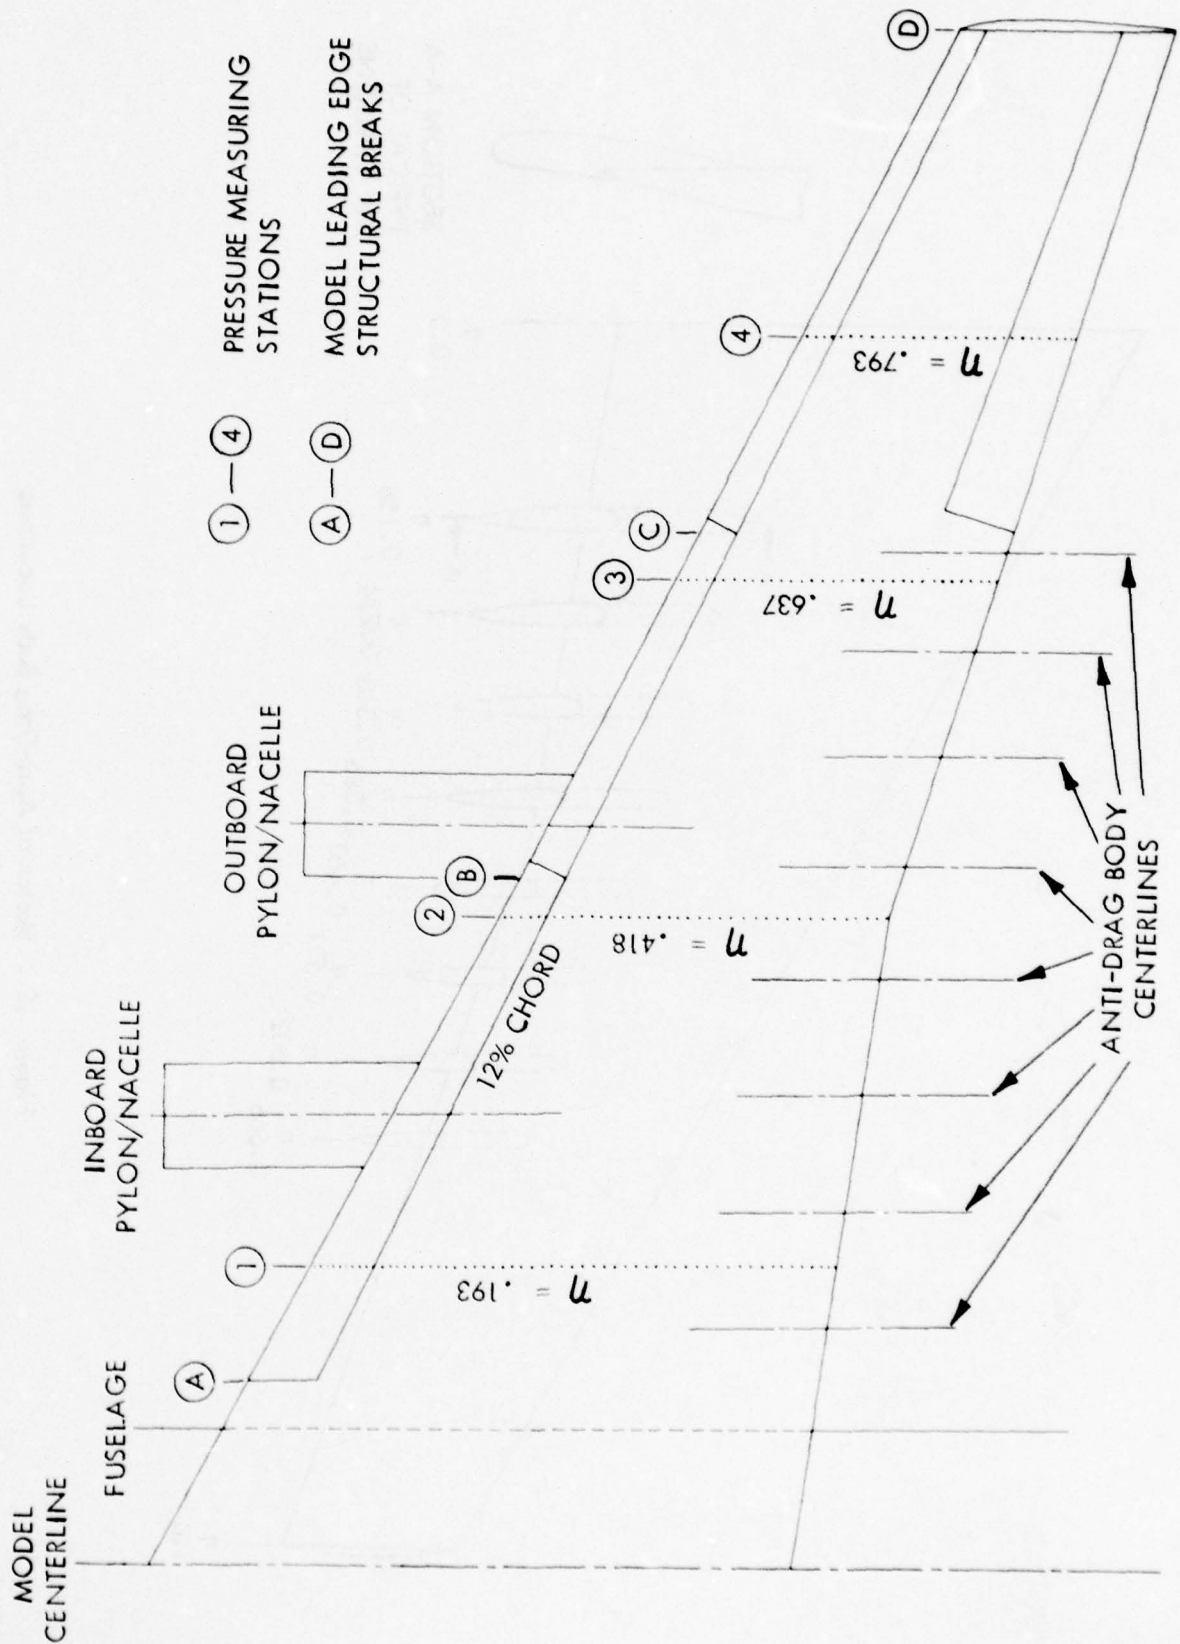 MODEL
CENTERLINE
FUSELAGE
INBOARD
PYLON/NACELLE
OUTBOARD
PYLON/NACELLE
1 — 4 PRESSURE MEASURING
STATIONS
A — D MODEL LEADING EDGE
STRUCTURAL BREAKS
A
1
2
B
3
C
4
D
12% CHORD
η = .193
η = .418
η = .637
η = .793
ANTI-DRAG BODY
CENTERLINES